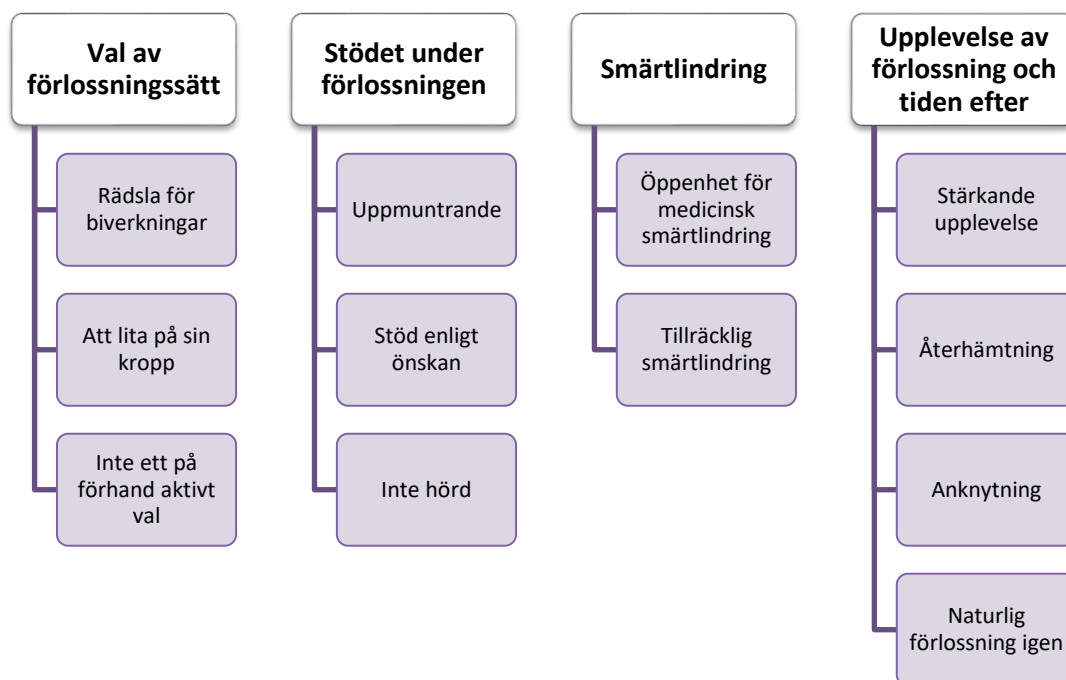 Val av
förlossningssätt
Rädsla för
biverkningar
Att lita på sin
kropp
Inte ett på
förhand aktivt
val
Stödet under
förlossningen
Uppmuntrande
Stöd enligt
önskan
Inte hörd
Smärtlindring
Öppenhet för
medicinsk
smärtlindring
Tillräcklig
smärtlindring
Upplevelse av
förlossning och
tiden efter
Stärkande
upplevelse
Återhämtning
Anknytning
Naturlig
förlossning igen